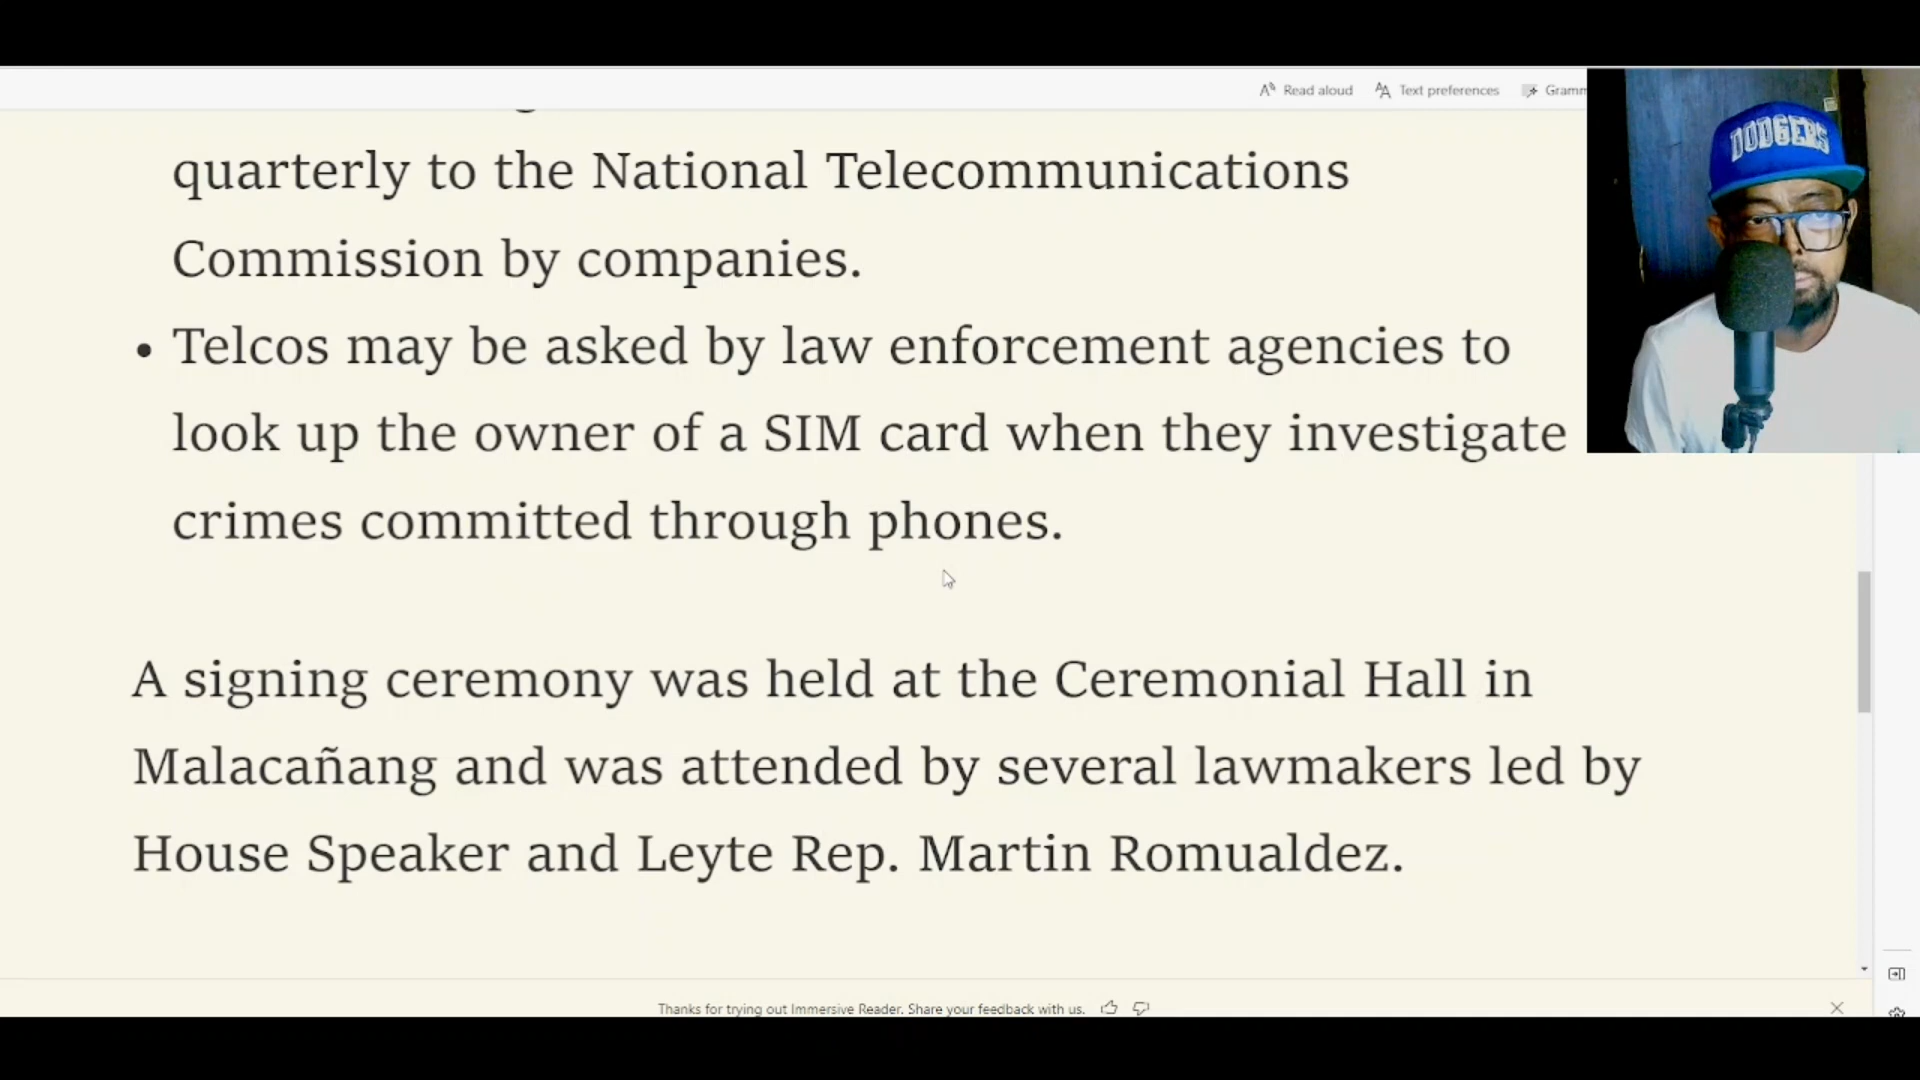 Read aloud Text preferences Gramm
DODGERS
quarterly to the National Telecommunications
Commission by companies.
• Telcos may be asked by law enforcement agencies to
look up the owner of a SIM card when they investigate
crimes committed through phones.
A signing ceremony was held at the Ceremonial Hall in
Malacañang and was attended by several lawmakers led by
House Speaker and Leyte Rep. Martin Romualdez.
Thanks for trying out Immersive Reader. Share your feedback with us.